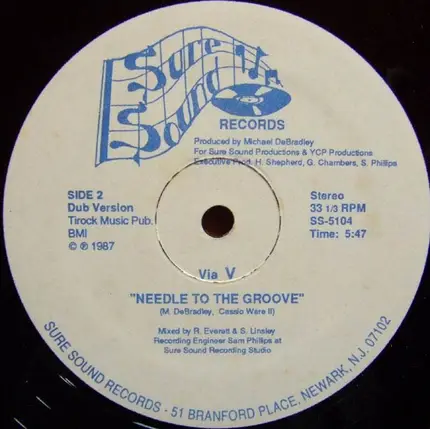 Sure
Sound
RECORDS
Produced by Michael DeBradley
For Sure Sound Productions & YCP Productions
Executive Prod. H. Shepherd, G. Chambers, S. Phillips
SIDE 2
Dub Version
Tirock Music Pub.
BMI
© ℗ 1987
Stereo
33 1/3 RPM
SS-5104
Time: 5:47
Via V
"NEEDLE TO THE GROOVE"
(M. DeBradley, Cassio Ware II)
Mixed by R. Everett & S. Linsley
Recording Engineer Sam Phillips at
Sure Sound Recording Studio
SURE SOUND RECORDS - 51 BRANFORD PLACE, NEWARK, N.J. 07102